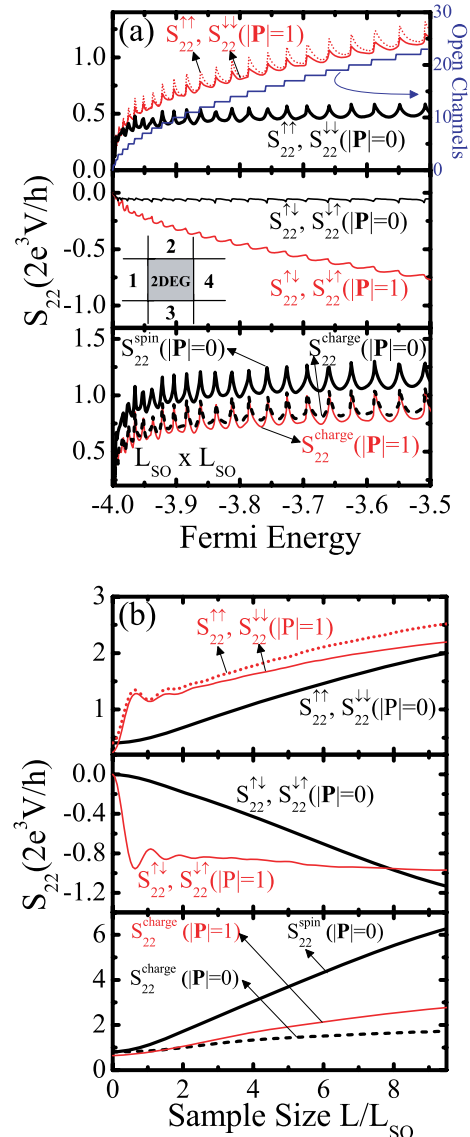 (a)
S22↑↑, S22↓↓(|P|=1)
S22↑↑, S22↓↓(|P|=0)
1.0
0.5
0.0
30
20
10
0
Open Channels
S22↑↓, S22↓↑(|P|=0)
S22↑↓, S22↓↑(|P|=1)
0.0
-0.5
-1.0
S22(2e³V/h)
2
1 2DEG 4
3
S22spin(|P|=0)
S22charge(|P|=0)
S22charge(|P|=1)
1.5
1.0
0.5
LSO x LSO
-4.0 -3.9 -3.8 -3.7 -3.6 -3.5
Fermi Energy
(b)
S22↑↑, S22↓↓(|P|=1)
S22↑↑, S22↓↓(|P|=0)
3
2
1
S22↑↓, S22↓↑(|P|=0)
S22↑↓, S22↓↑(|P|=1)
0.0
-0.4
-0.8
-1.2
S22(2e³V/h)
S22charge(|P|=1)
S22spin(|P|=0)
S22charge(|P|=0)
6
4
2
0
0 2 4 6 8
Sample Size L/LSO